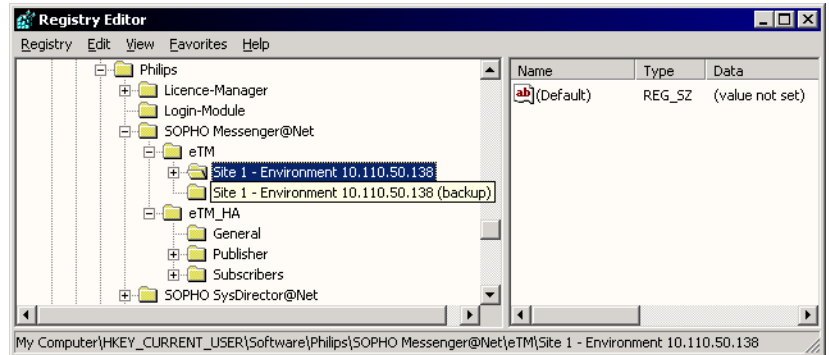 Registry Editor
Registry Edit View Favorites Help
Philips
Licence-Manager
Login-Module
SOPHO Messenger@Net
eTM
Site 1 - Environment 10.110.50.138
Site 1 - Environment 10.110.50.138 (backup)
eTM_HA
General
Publisher
Subscribers
SOPHO SysDirector@Net
Name Type Data
ab (Default) REG_SZ (value not set)
My Computer\HKEY_CURRENT_USER\Software\Philips\SOPHO Messenger@Net\eTM\Site 1 - Environment 10.110.50.138